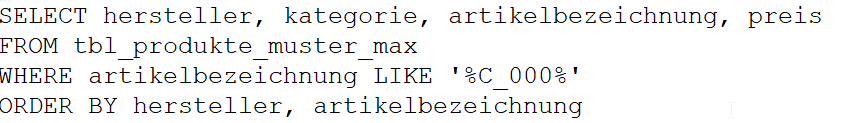 SELECT hersteller, kategorie, artikelbezeichnung, preis
FROM tbl_produkte_muster_max
WHERE artikelbezeichnung LIKE '%C_000%'
ORDER BY hersteller, artikelbezeichnung